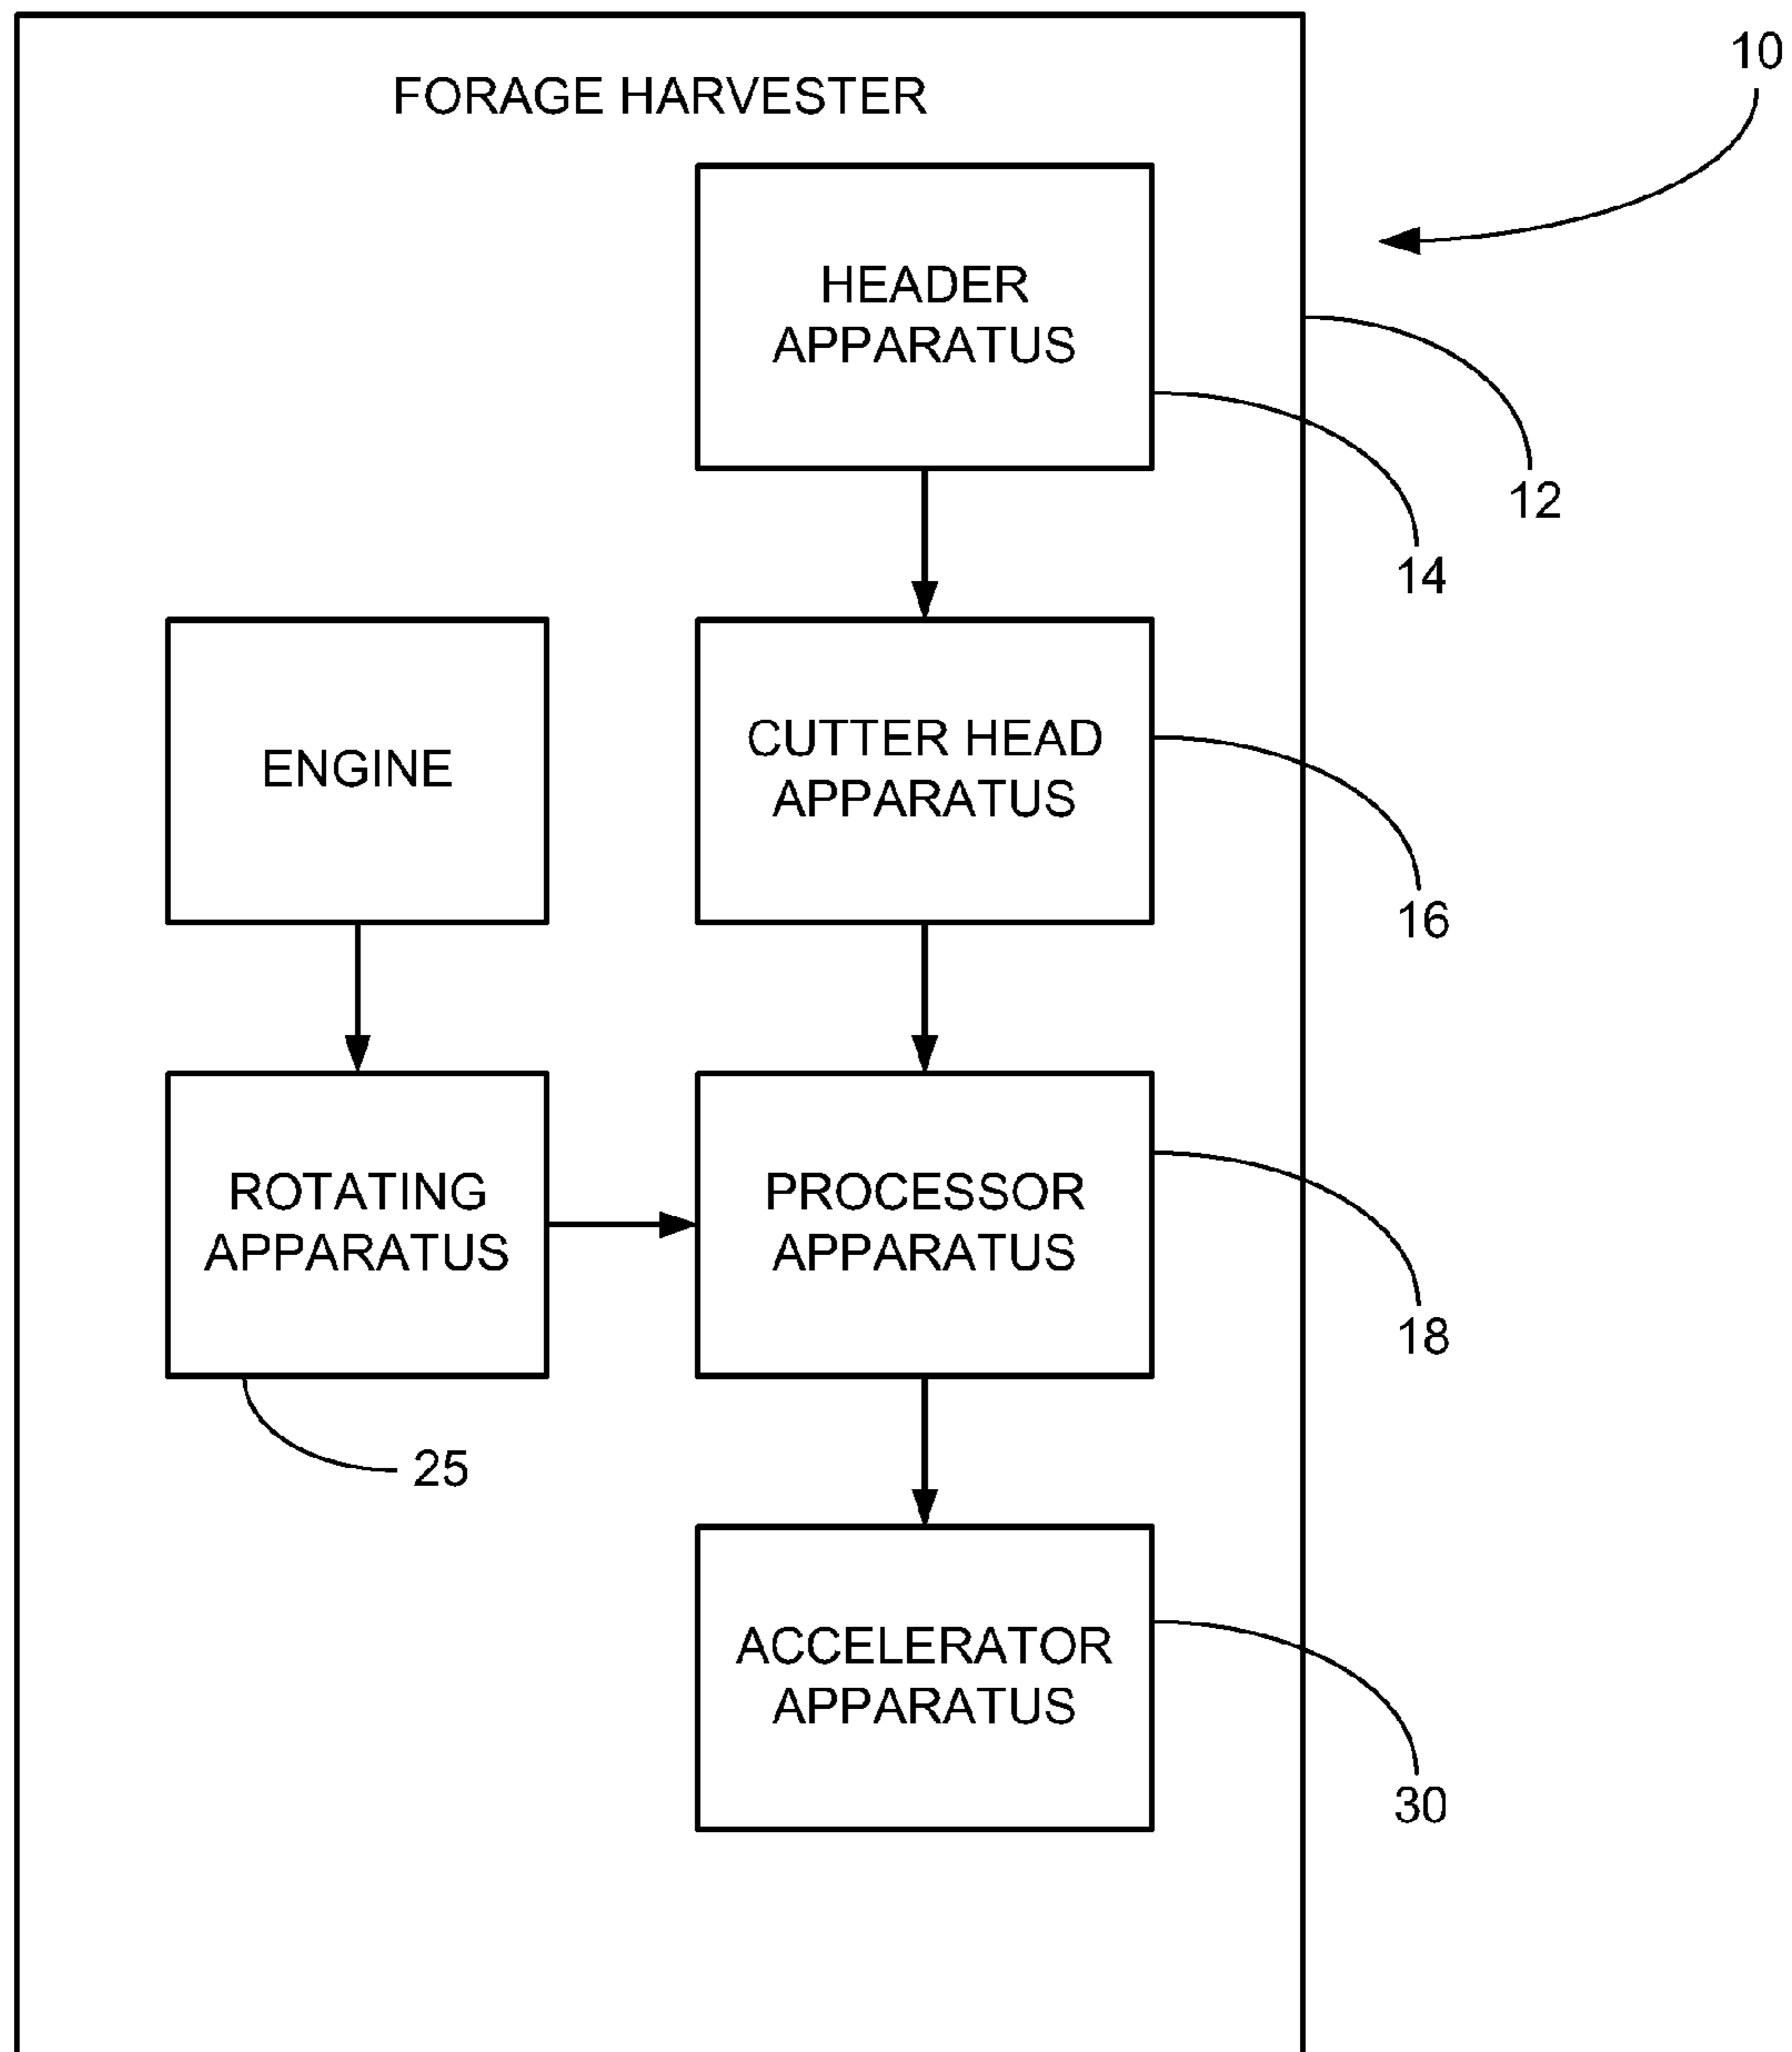 10
FORAGE HARVESTER
HEADER
APPARATUS
12
14
ENGINE
CUTTER HEAD
APPARATUS
16
ROTATING
APPARATUS
PROCESSOR
APPARATUS
18
25
ACCELERATOR
APPARATUS
30